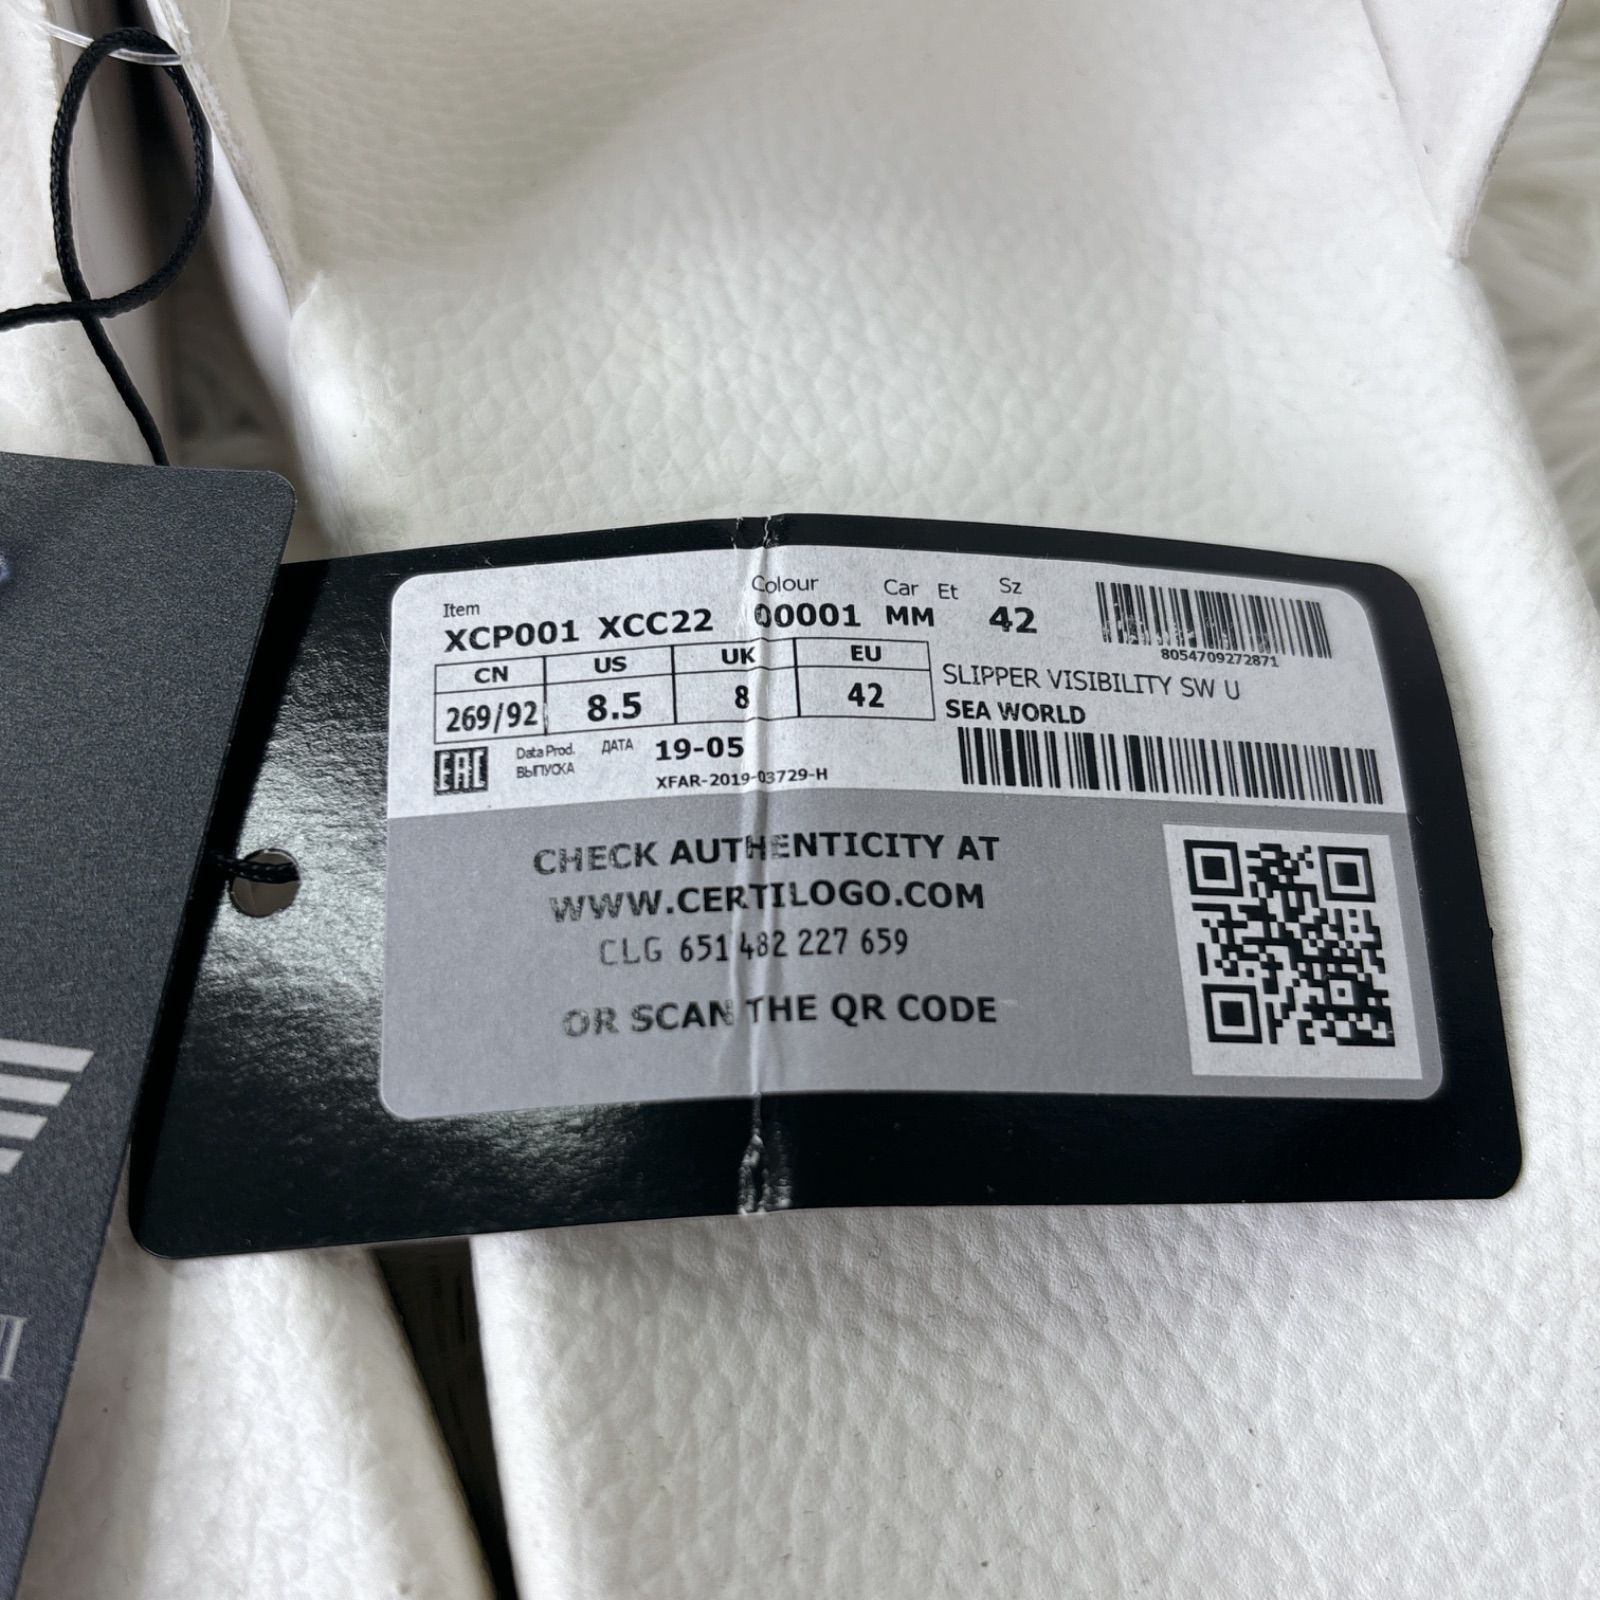 Item Colour Car Et Sz
XCP001 XCC22 00001 MM 42
8054709272871
CN US UK EU
269/92 8.5 8 42
SLIPPER VISIBILITY SW U
SEA WORLD
EAC Data Prod. ДАТА 19-05
ВЫПУСКА
XFAR-2019-03729-H
CHECK AUTHENTICITY AT
WWW.CERTILOGO.COM
CLG 651 482 227 659
OR SCAN THE QR CODE